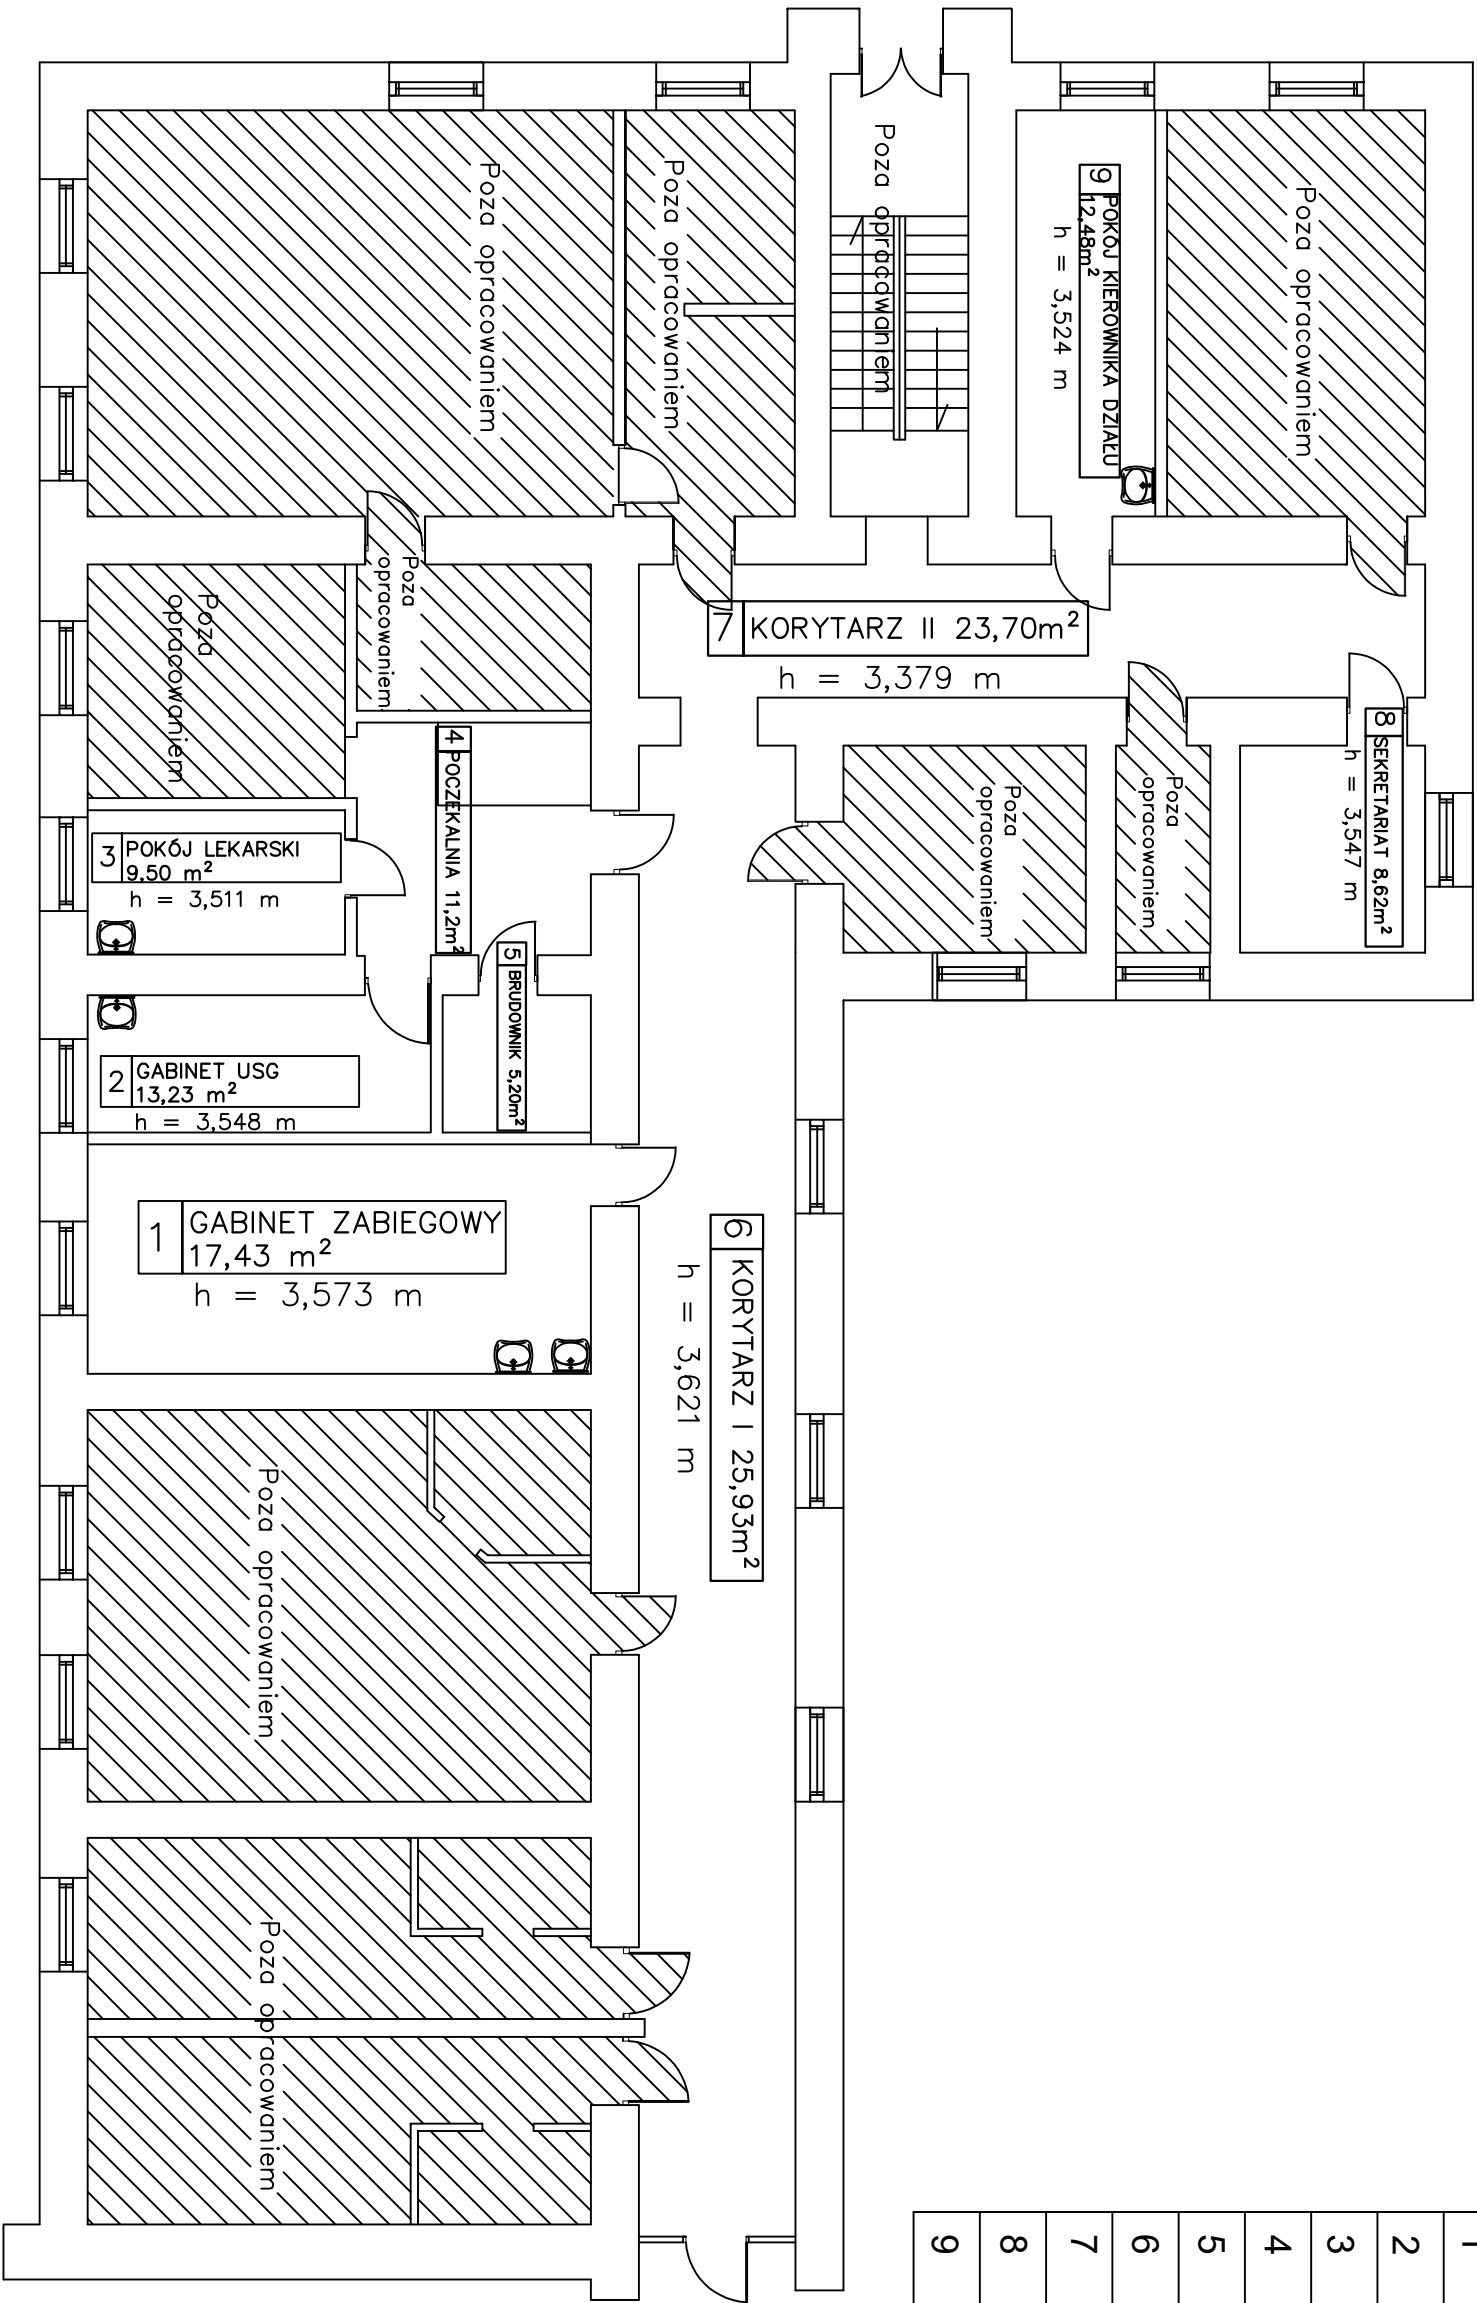 Poza opracowaniem
Poza opracowaniem
Poza opracowaniem
9
POKÓJ KIEROWNIKA DZIAŁU
12,48m²
h = 3,524 m
Poza opracowaniem
Poza
opracowaniem
Poza
opracowaniem
7
KORYTARZ II 23,70m²
h = 3,379 m
8
SEKRETARIAT 8,62m²
h = 3,547 m
Poza
opracowaniem
Poza
opracowaniem
4
POCZEKALNIA 11,2m²
3
POKÓJ LEKARSKI
9,50 m²
h = 3,511 m
5
BRUDOWNIK 5,20m²
2
GABINET USG
13,23 m²
h = 3,548 m
1
GABINET ZABIEGOWY
17,43 m²
h = 3,573 m
6
KORYTARZ I 25,93m²
h = 3,621 m
Poza opracowaniem
Poza opracowaniem
2
3
4
5
6
7
8
9